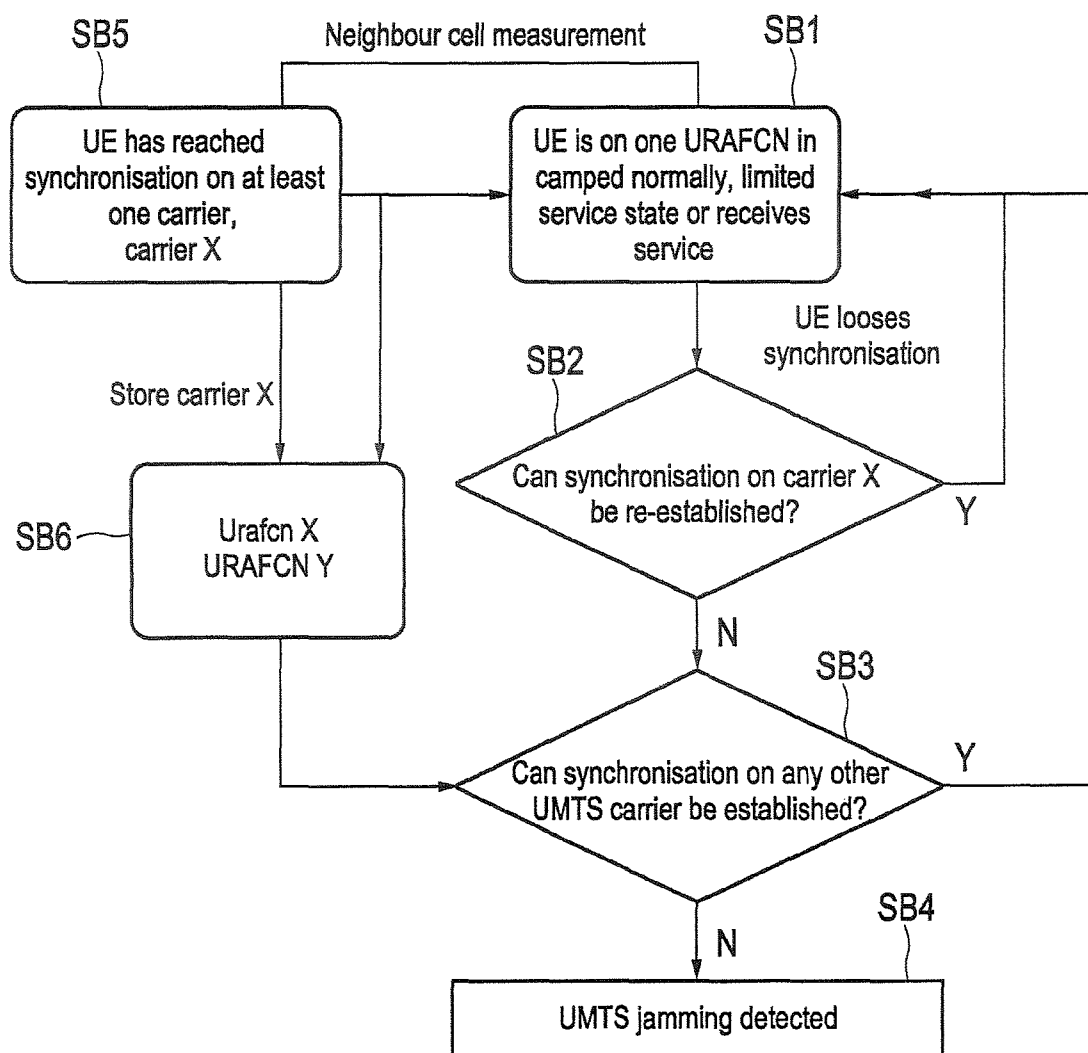 SB5
Neighbour cell measurement
SB1
UE has reached
synchronisation on at least
one carrier,
carrier X
UE is on one URAFCN in
camped normally, limited
service state or receives
service
UE looses
synchronisation
SB2
Store carrier X
Can synchronisation on carrier X
be re-established?
Y
SB6
Urafcn X
URAFCN Y
N
SB3
Can synchronisation on any other
UMTS carrier be established?
Y
SB4
N
UMTS jamming detected